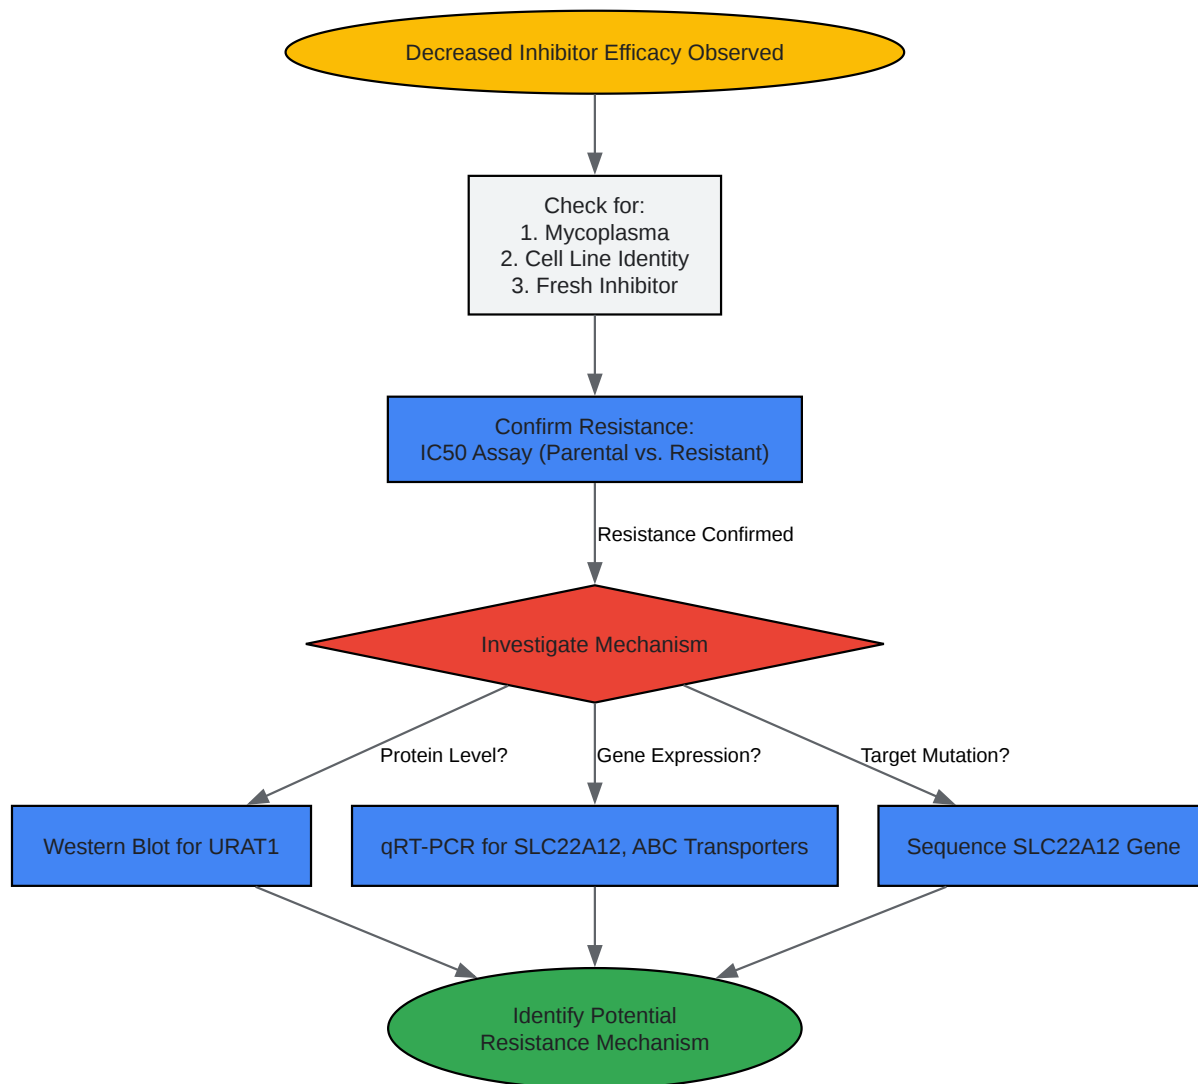 Decreased Inhibitor Efficacy Observed
Check for:
1. Mycoplasma
2. Cell Line Identity
3. Fresh Inhibitor
Confirm Resistance:
IC50 Assay (Parental vs. Resistant)
Resistance Confirmed
Investigate Mechanism
Protein Level?
Gene Expression?
Target Mutation?
Western Blot for URAT1
qRT-PCR for SLC22A12, ABC Transporters
Sequence SLC22A12 Gene
Identify Potential
Resistance Mechanism